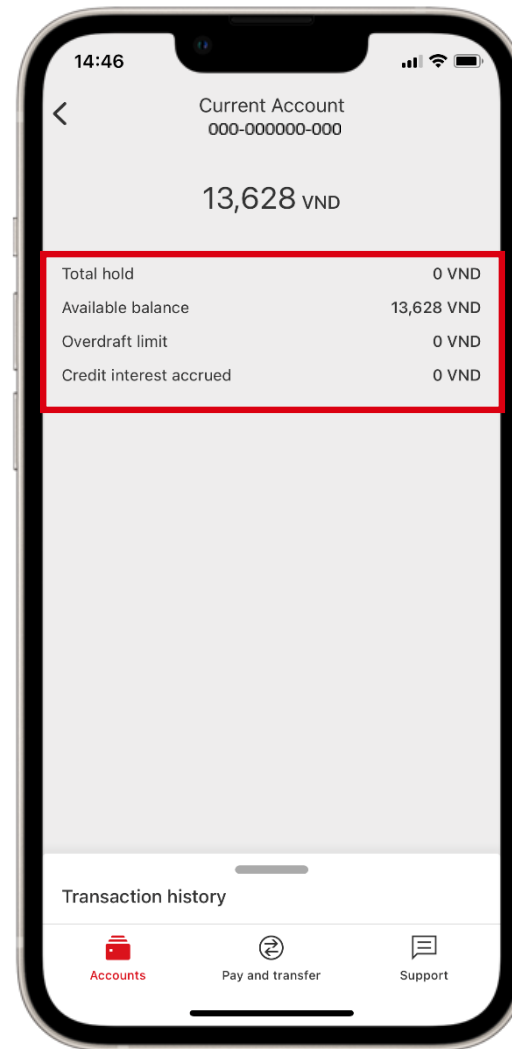 14:46
Current Account
000-000000-000
13,628 VND
Total hold 0 VND
Available balance 13,628 VND
Overdraft limit 0 VND
Credit interest accrued 0 VND
Transaction history
Accounts Pay and transfer Support